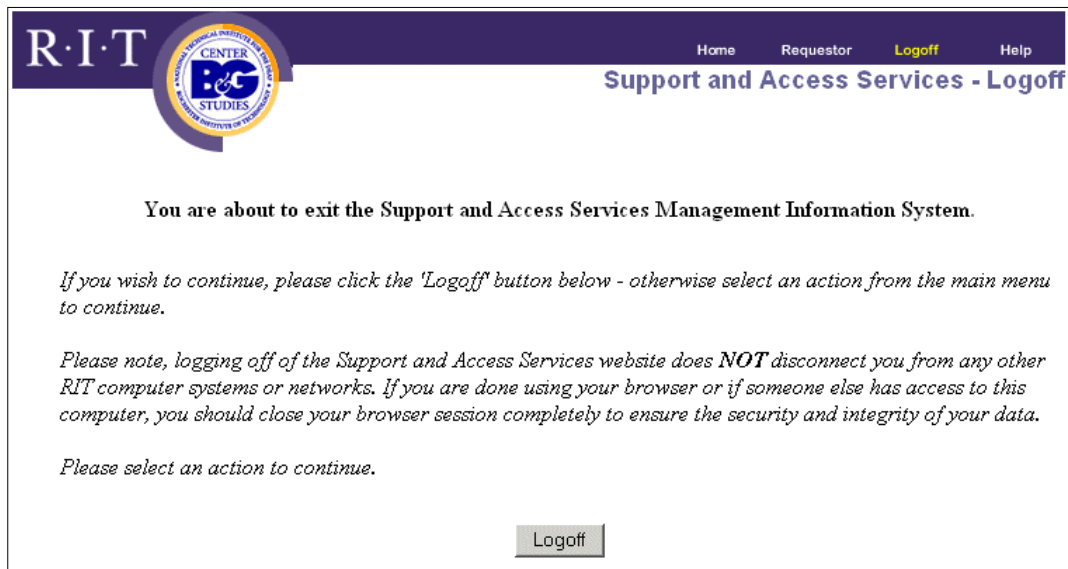 R·I·T
CENTER
B&G
STUDIES
Home Requestor Logoff Help
Support and Access Services - Logoff
You are about to exit the Support and Access Services Management Information System.
If you wish to continue, please click the 'Logoff' button below - otherwise select an action from the main menu
to continue.
Please note, logging off of the Support and Access Services website does NOT disconnect you from any other
RIT computer systems or networks. If you are done using your browser or if someone else has access to this
computer, you should close your browser session completely to ensure the security and integrity of your data.
Please select an action to continue.
Logoff